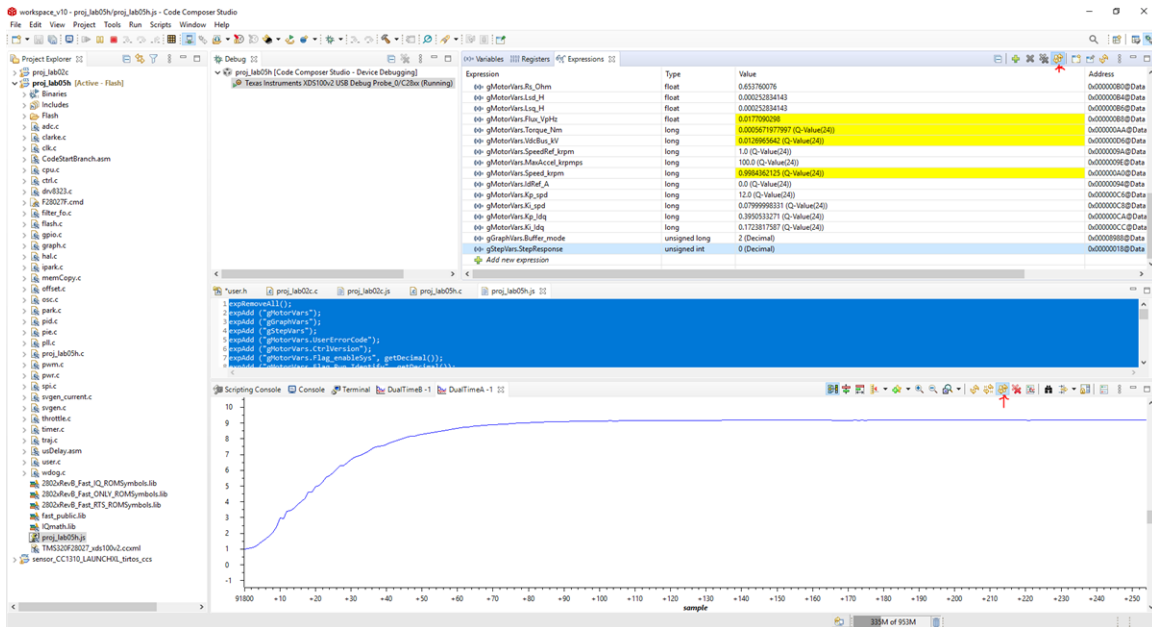 workspace_v10 - proj_lab05h/proj_lab05h.js - Code Composer Studio
File Edit View Project Tools Run Scripts Window Help
Project Explorer
proj_lab02c
proj_lab05h [Active - Flash]
Binaries
Includes
Flash
adc.c
clarke.c
clk.c
CodeStartBranch.asm
cpu.c
ctrl.c
drv8323.c
F28027F.cmd
filter_fo.c
flash.c
gpio.c
graph.c
hal.c
ipark.c
memCopy.c
offset.c
osc.c
park.c
pid.c
pie.c
pll.c
proj_lab05h.c
pwm.c
pwr.c
spi.c
svgen_current.c
svgen.c
throttle.c
timer.c
traj.c
usDelay.asm
user.c
wdog.c
2802xRevB_Fast_IQ_ROMSymbols.lib
2802xRevB_Fast_ONLY_ROMSymbols.lib
2802xRevB_Fast_RTS_ROMSymbols.lib
fast_public.lib
IQmath.lib
proj_lab05h.js
TMS320F28027_xds100v2.ccxml
sensor_CC1310_LAUNCHXL_tirtos_ccs
Debug
proj_lab05h [Code Composer Studio - Device Debugging]
Texas Instruments XDS100v2 USB Debug Probe_0/C28xx (Running)
Variables Registers Expressions
Expression Type Value Address
gMotorVars.Rs_Ohm float 0.653760076 0x000000B0@Data
gMotorVars.Lsd_H float 0.000252834143 0x000000B4@Data
gMotorVars.Lsq_H float 0.000252834143 0x000000B6@Data
gMotorVars.Flux_VpHz float 0.0177090298 0x000000B8@Data
gMotorVars.Torque_Nm long 0.0005671977997 (Q-Value(24)) 0x000000AA@Data
gMotorVars.VdcBus_kV long 0.0126965642 (Q-Value(24)) 0x000000D6@Data
gMotorVars.SpeedRef_krpm long 1.0 (Q-Value(24)) 0x0000009A@Data
gMotorVars.MaxAccel_krpmps long 100.0 (Q-Value(24)) 0x0000009E@Data
gMotorVars.Speed_krpm long 0.9984362125 (Q-Value(24)) 0x000000A0@Data
gMotorVars.IdRef_A long 0.0 (Q-Value(24)) 0x00000094@Data
gMotorVars.Kp_spd long 12.0 (Q-Value(24)) 0x000000C6@Data
gMotorVars.Ki_spd long 0.07999998331 (Q-Value(24)) 0x000000C8@Data
gMotorVars.Kp_Idq long 0.3950533271 (Q-Value(24)) 0x000000CA@Data
gMotorVars.Ki_Idq long 0.1723817587 (Q-Value(24)) 0x000000CC@Data
gGraphVars.Buffer_mode unsigned long 2 (Decimal) 0x00008988@Data
gStepVars.StepResponse unsigned int 0 (Decimal) 0x00000018@Data
Add new expression
*user.h proj_lab02c.c proj_lab02c.js proj_lab05h.c proj_lab05h.js
1 expRemoveAll();
2 expAdd ("gMotorVars");
3 expAdd ("gGraphVars");
4 expAdd ("gStepVars");
5 expAdd ("gMotorVars.UserErrorCode");
6 expAdd ("gMotorVars.CtrlVersion");
7 expAdd ("gMotorVars.Flag_enableSys", getDecimal());
8 expAdd ("gMotorVars.Flag_Run_Identify", getDecimal());
Scripting Console Console Terminal DualTimeB -1 DualTimeA -1
10
9
8
7
6
5
4
3
2
1
0
-1
91800 +10 +20 +30 +40 +50 +60 +70 +80 +90 +100 +110 +120 +130 +140 +150 +160 +170 +180 +190 +200 +210 +220 +230 +240 +250
sample
335M of 953M